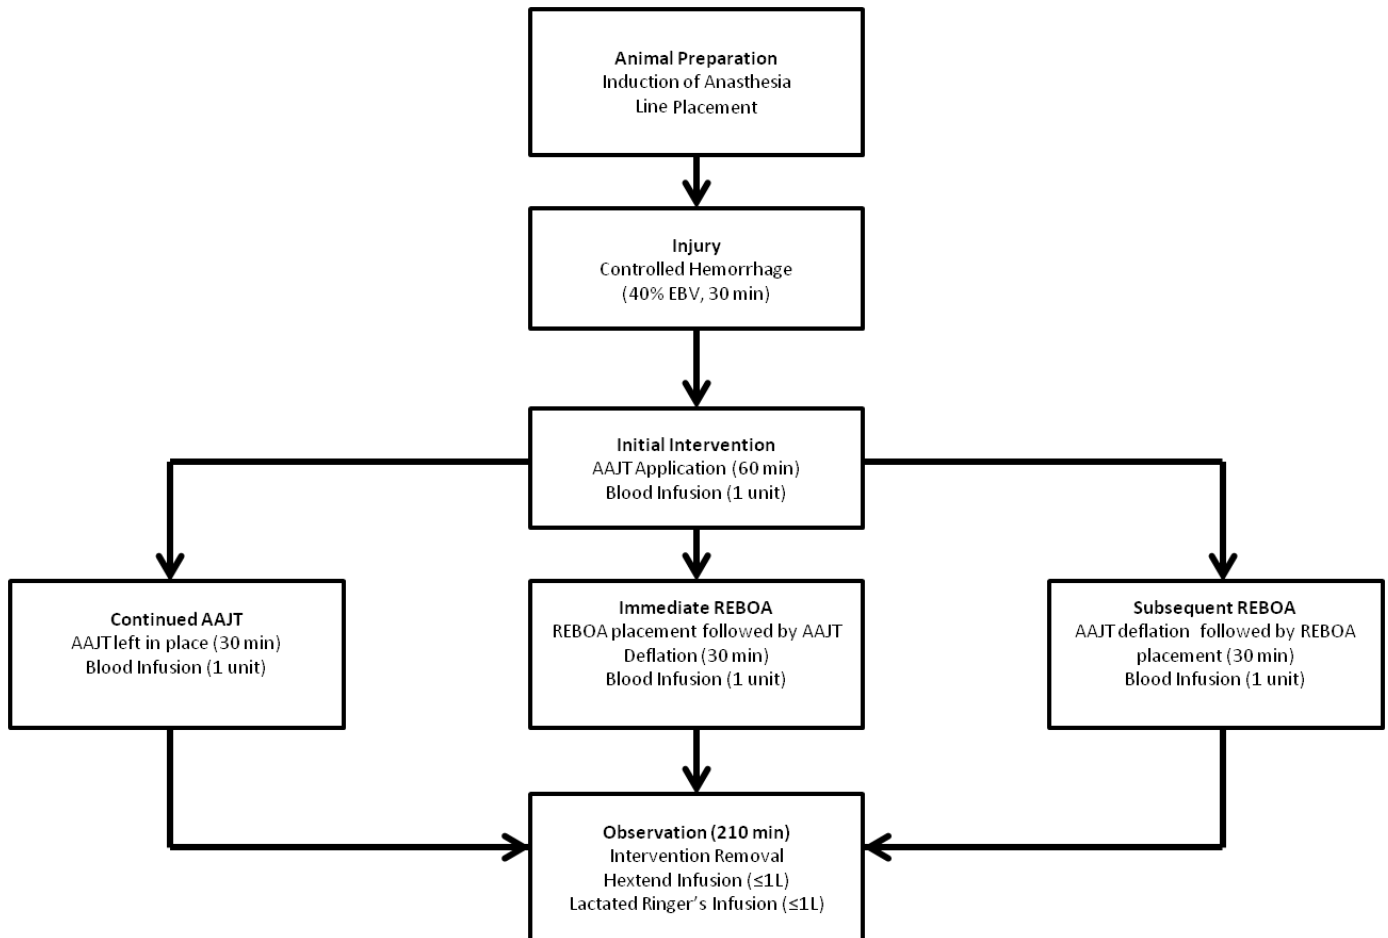 Animal Preparation
Induction of Anasthesia
Line Placement
Injury
Controlled Hemorrhage
(40% EBV, 30 min)
Initial Intervention
AAJT Application (60 min)
Blood Infusion (1 unit)
Continued AAJT
AAJT left in place (30 min)
Blood Infusion (1 unit)
Immediate REBOA
REBOA placement followed by AAJT
Deflation (30 min)
Blood Infusion (1 unit)
Subsequent REBOA
AAJT deflation followed by REBOA
placement (30 min)
Blood Infusion (1 unit)
Observation (210 min)
Intervention Removal
Hextend Infusion (≤1L)
Lactated Ringer’s Infusion (≤1L)